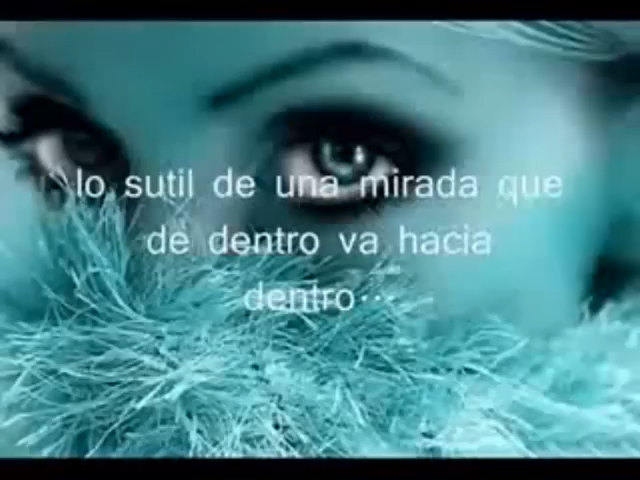 lo sutil de una mirada que
de dentro va hacia
dentro...